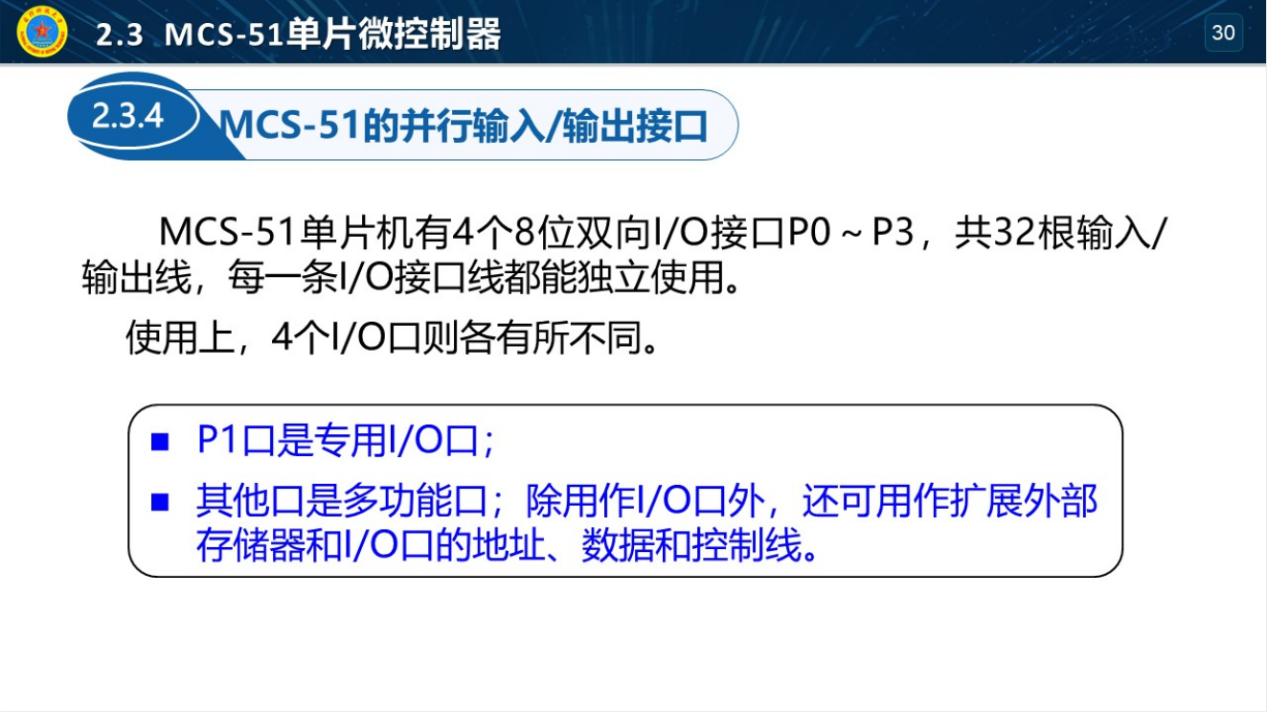 2.3 MCS-51单片微控制器
30
2.3.4
MCS-51的并行输入/输出接口
MCS-51单片机有4个8位双向I/O接口P0～P3，共32根输入/
输出线，每一条I/O接口线都能独立使用。
使用上，4个I/O口则各有所不同。
■ P1口是专用I/O口；
■ 其他口是多功能口；除用作I/O口外，还可用作扩展外部
存储器和I/O口的地址、数据和控制线。